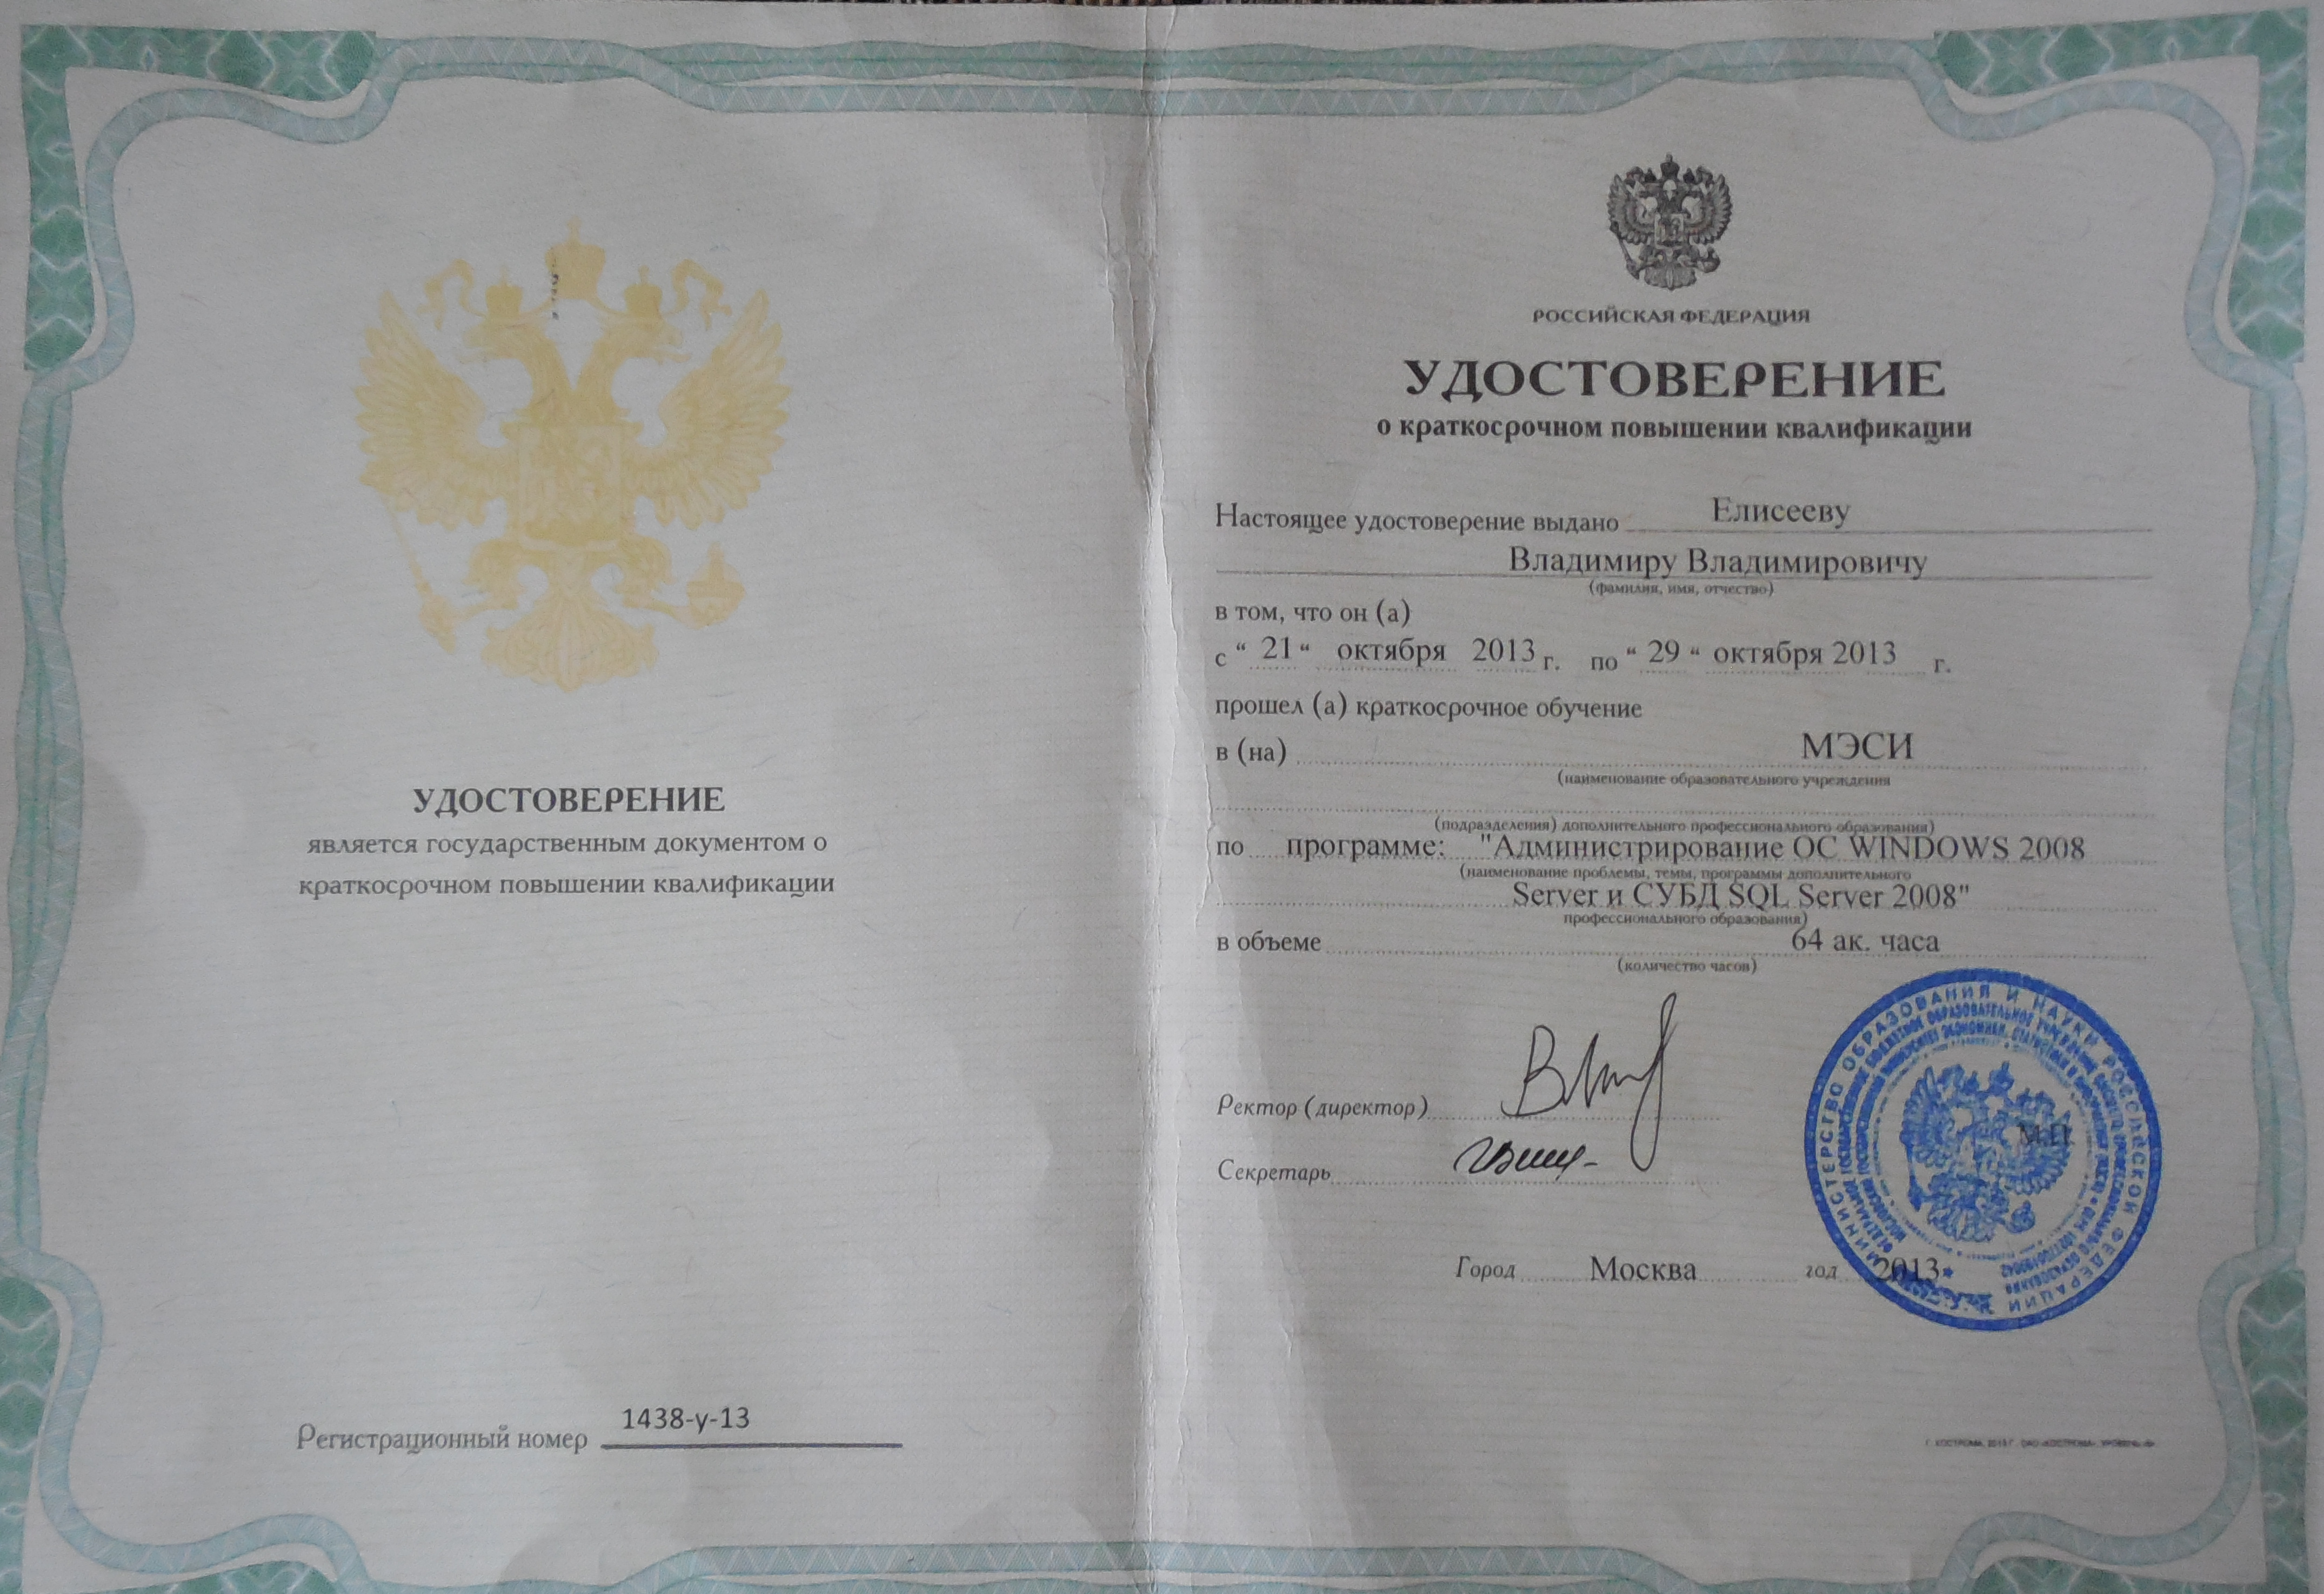 УДОСТОВЕРЕНИЕ
является государственным документом о
краткосрочном повышении квалификации
Регистрационный номер 1438-у-13
РОССИЙСКАЯ ФЕДЕРАЦИЯ
УДОСТОВЕРЕНИЕ
о краткосрочном повышении квалификации
Настоящее удостоверение выдано Елисееву
Владимиру Владимировичу
(фамилия, имя, отчество)
в том, что он (а)
с “ 21 “ октября 2013 г. по “ 29 “ октября 2013 г.
прошел (а) краткосрочное обучение
в (на) МЭСИ
(наименование образовательного учреждения
(подразделения) дополнительного профессионального образования)
по программе: "Администрирование ОС WINDOWS 2008
(наименование проблемы, темы, программы дополнительного
Server и СУБД SQL Server 2008"
профессионального образования)
в объеме 64 ак. часа
(количество часов)
МИНИСТЕРСТВО ОБРАЗОВАНИЯ И НАУКИ РОССИЙСКОЙ ФЕДЕРАЦИИ
М.П.
Ректор (директор)
Секретарь
Город Москва год 2013